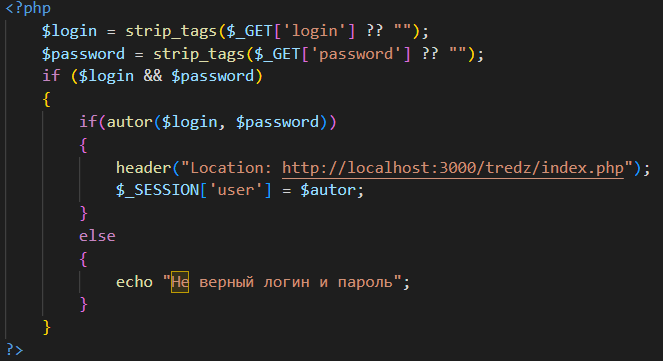 <?php
$login = strip_tags($_GET['login'] ?? "");
$password = strip_tags($_GET['password'] ?? "");
if ($login && $password)
{
if(autor($login, $password))
{
header("Location: http://localhost:3000/tredz/index.php");
$_SESSION['user'] = $autor;
}
else
{
echo "Не верный логин и пароль";
}
}
?>